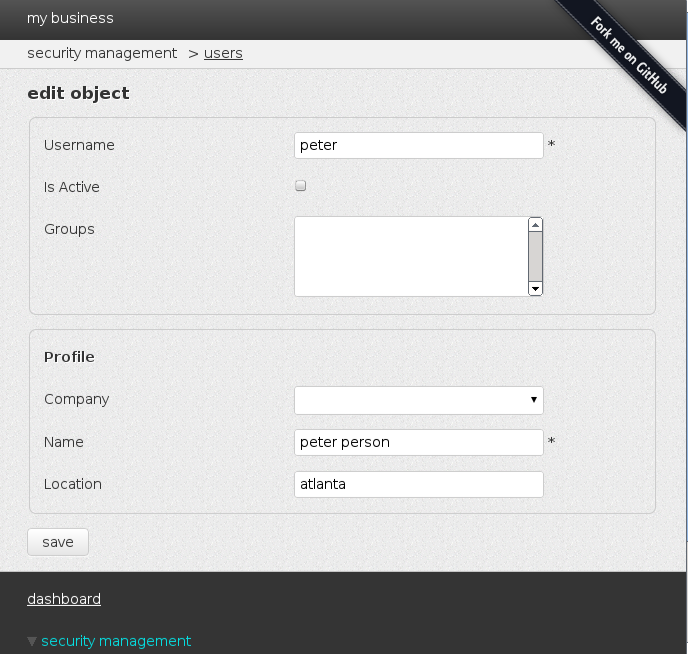 my business
Fork me on GitHub
security management > users
edit object
Username peter *
Is Active
Groups
Profile
Company
Name peter person *
Location atlanta
save
dashboard
security management